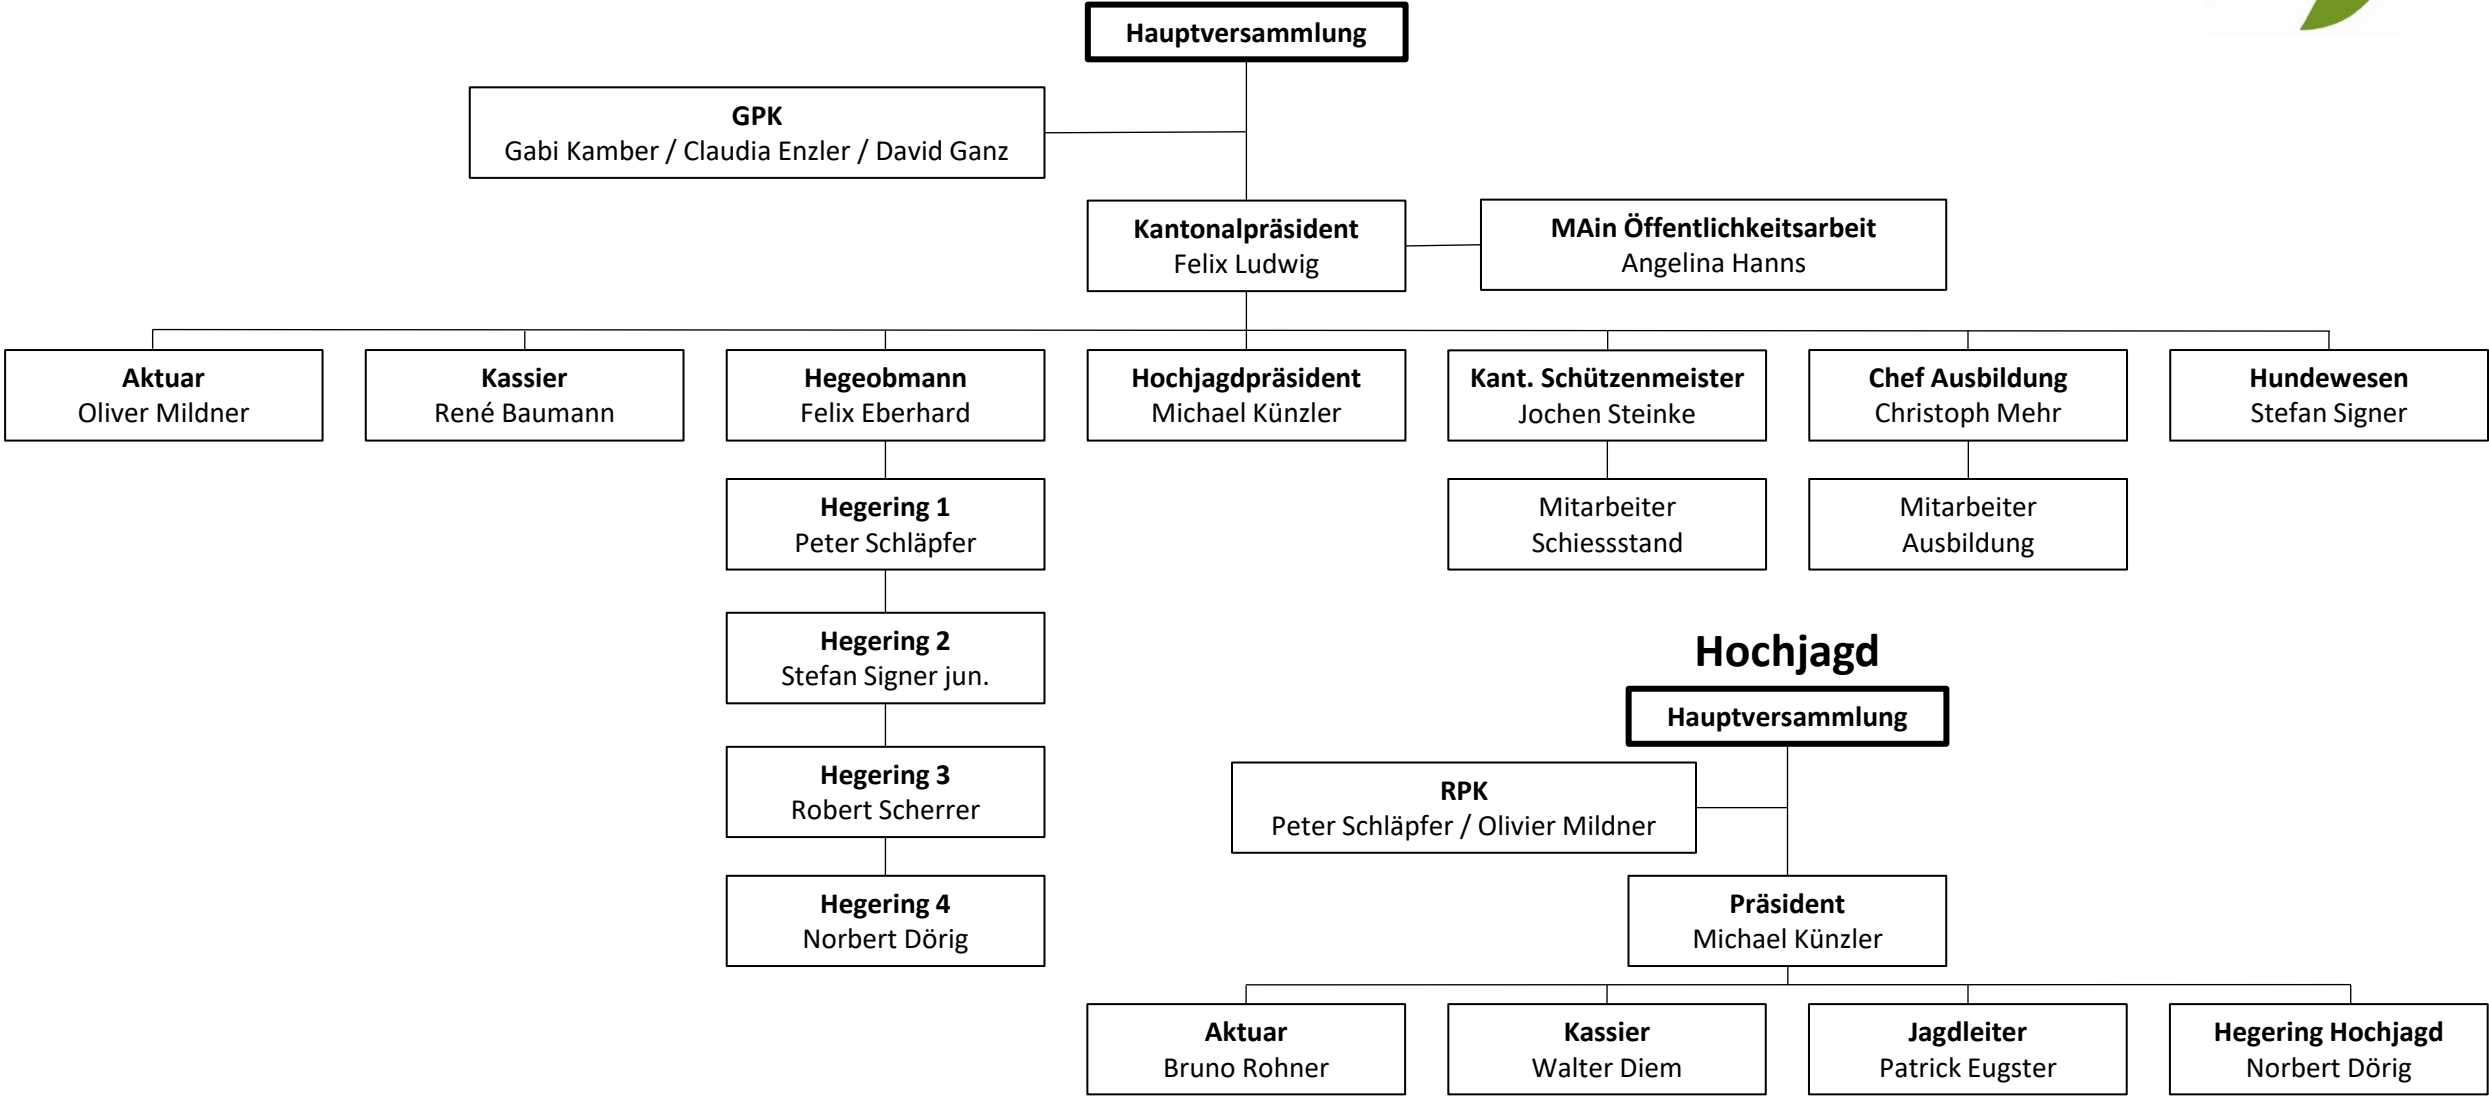 Hauptversammlung
GPK
Gabi Kamber / Claudia Enzler / David Ganz
Kantonalpräsident
Felix Ludwig
MAin Öffentlichkeitsarbeit
Angelina Hanns
Aktuar
Oliver Mildner
Kassier
René Baumann
Hegeobmann
Felix Eberhard
Hochjagdpräsident
Michael Künzler
Kant. Schützenmeister
Jochen Steinke
Chef Ausbildung
Christoph Mehr
Hundewesen
Stefan Signer
Hegering 1
Peter Schläpfer
Mitarbeiter
Schiessstand
Mitarbeiter
Ausbildung
Hegering 2
Stefan Signer jun.
Hegering 3
Robert Scherrer
Hegering 4
Norbert Dörig
Hochjagd
Hauptversammlung
RPK
Peter Schläpfer / Olivier Mildner
Präsident
Michael Künzler
Aktuar
Bruno Rohner
Kassier
Walter Diem
Jagdleiter
Patrick Eugster
Hegering Hochjagd
Norbert Dörig